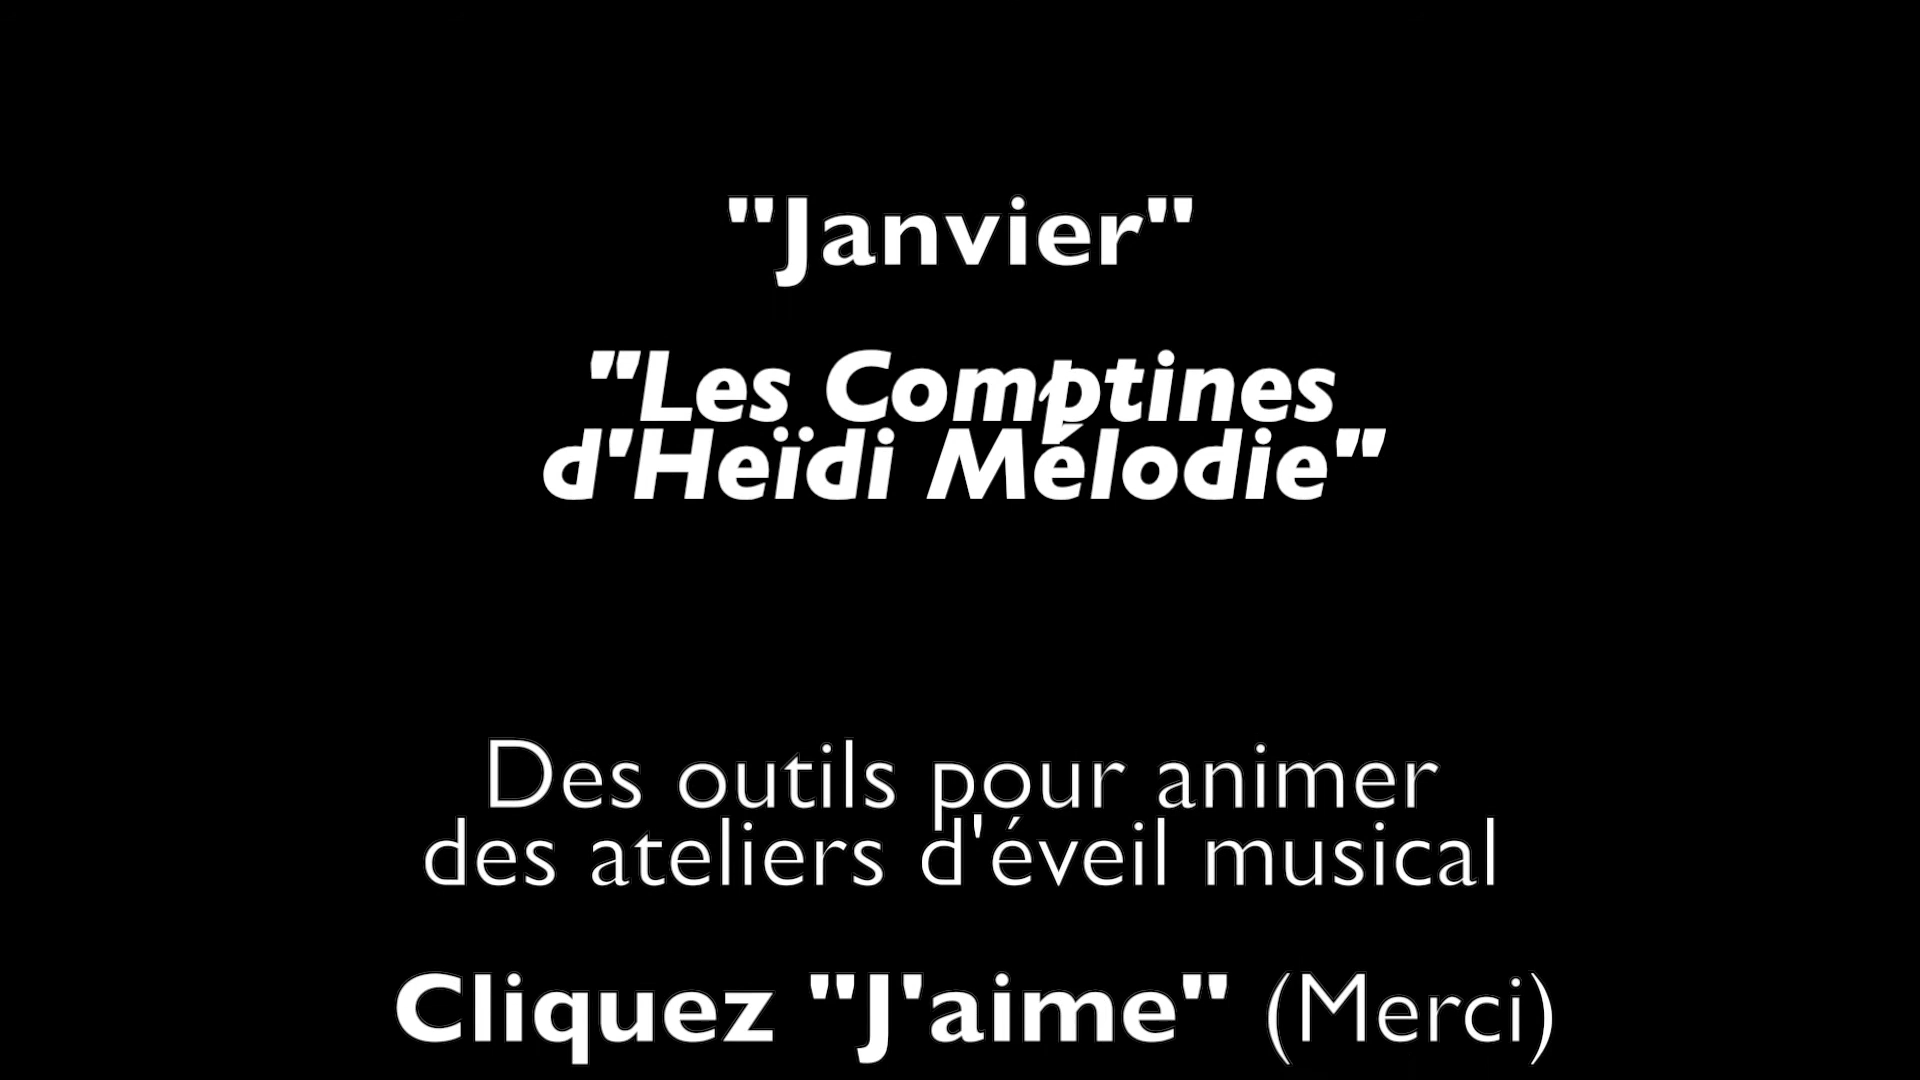 "Janvier"
"Les Comptines
d'Heïdi Mélodie"
Des outils pour animer
des ateliers d'éveil musical
Cliquez "J'aime" (Merci)